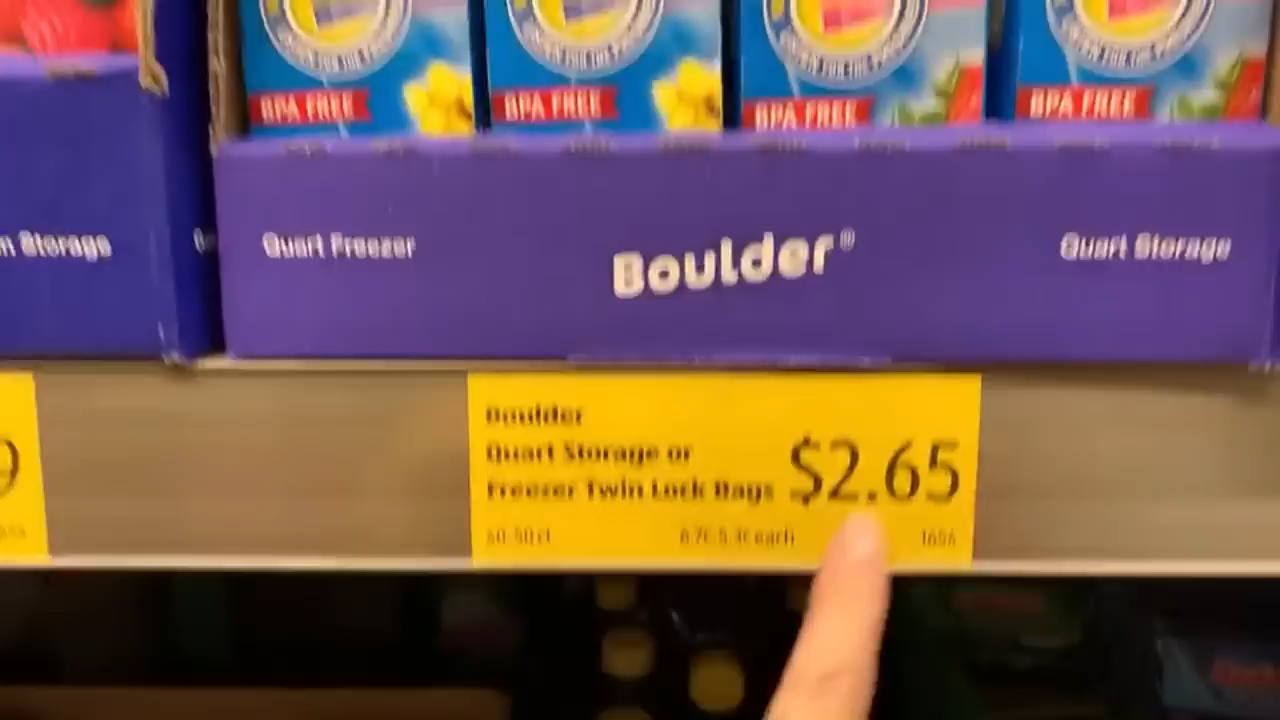 BPA FREE
BPA FREE
BPA FREE
BPA FREE
Storage
Quart Freezer
Boulder®
Quart Storage
Boulder
Quart Storage or
Freezer Twin Lock Bags
$2.65
9